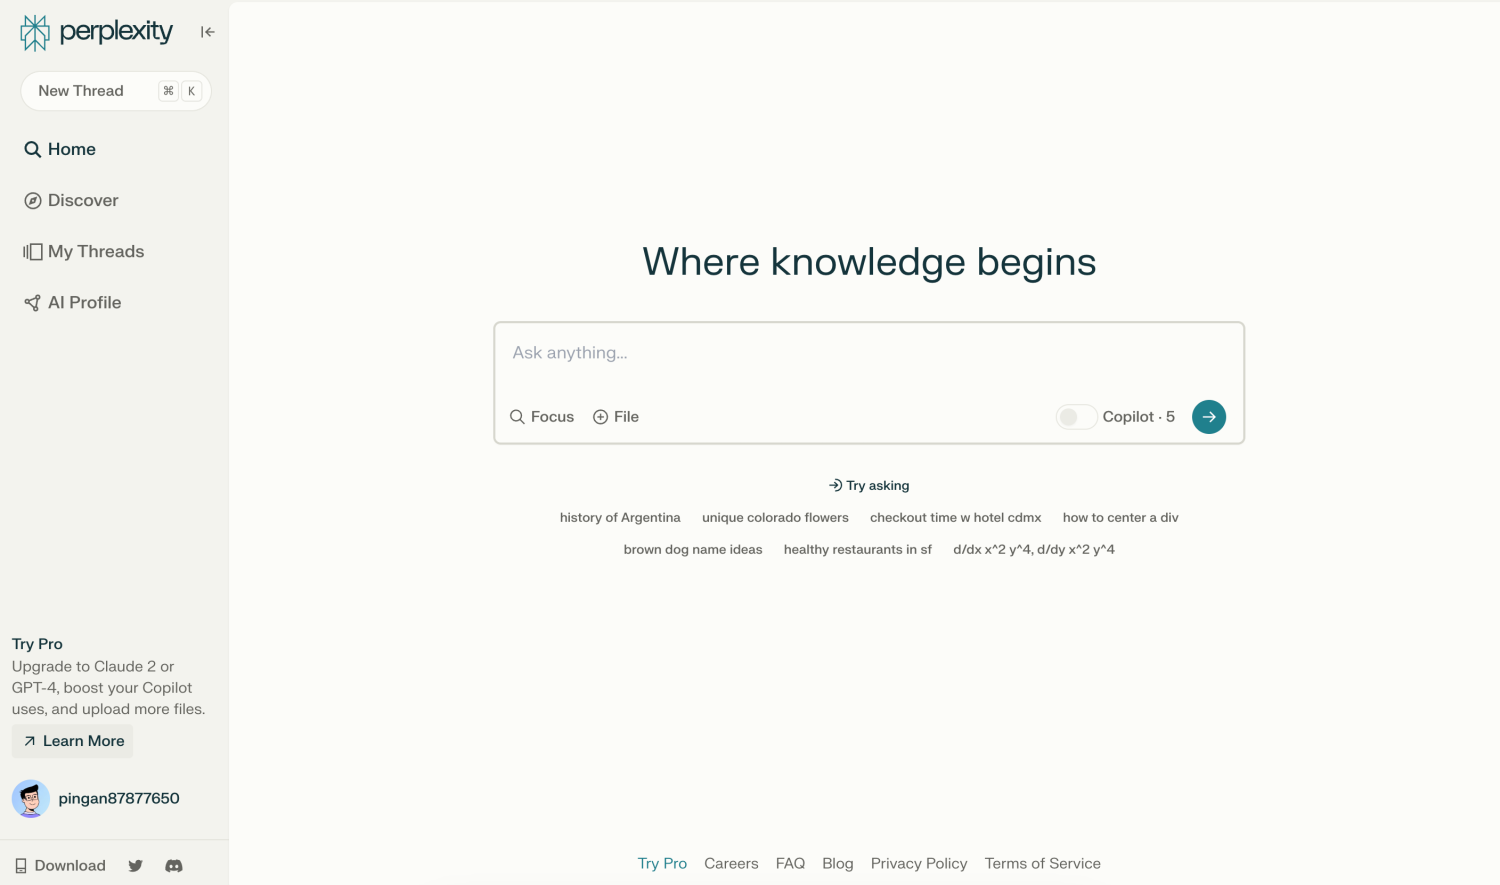 perplexity
New Thread ⌘ K
Home
Discover
My Threads
AI Profile
Try Pro
Upgrade to Claude 2 or
GPT-4, boost your Copilot
uses, and upload more files.
Learn More
pingan87877650
Download
Where knowledge begins
Ask anything...
Focus File Copilot · 5
Try asking
history of Argentina unique colorado flowers checkout time w hotel cdmx how to center a div
brown dog name ideas healthy restaurants in sf d/dx x^2 y^4, d/dy x^2 y^4
Try Pro Careers FAQ Blog Privacy Policy Terms of Service